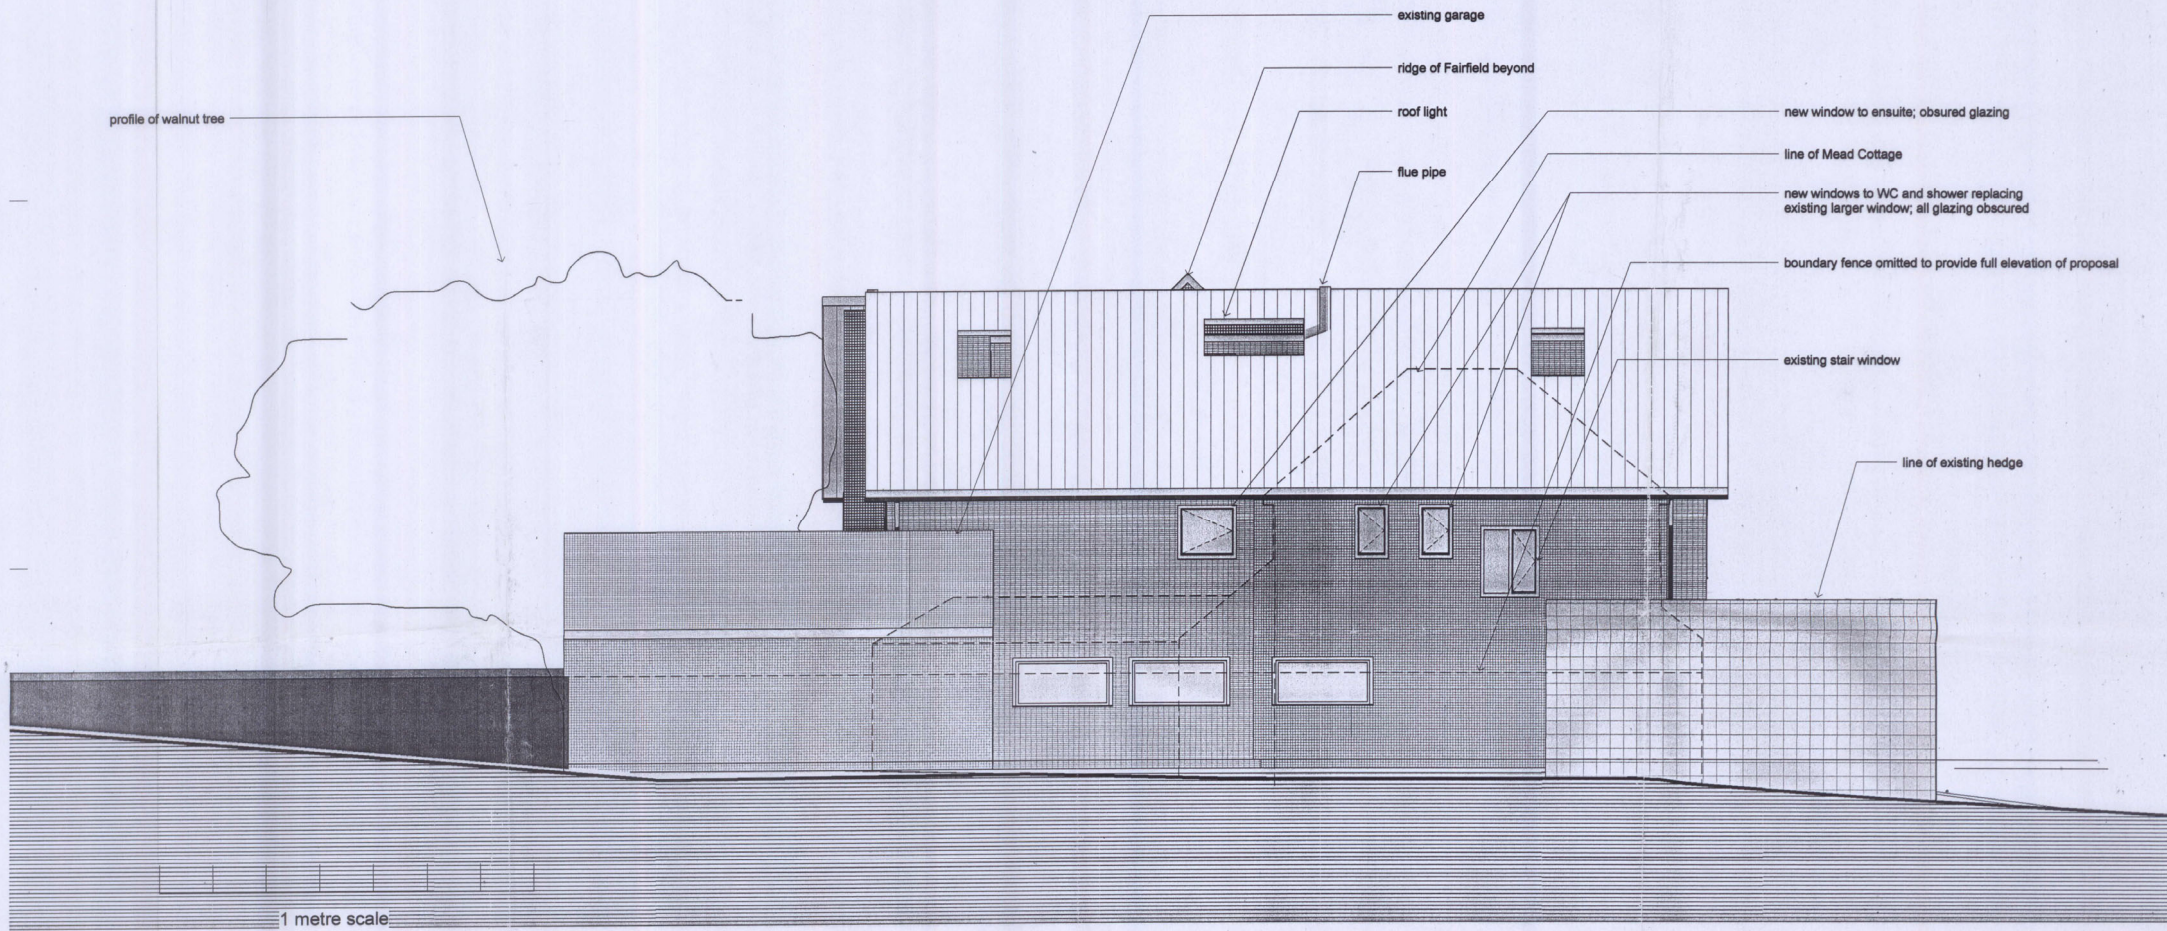 existing garage
ridge of Fairfield beyond
roof light
flue pipe
profile of walnut tree
new window to ensuite; obsured glazing
line of Mead Cottage
new windows to WC and shower replacing
existing larger window; all glazing obscured
boundary fence omitted to provide full elevation of proposal
existing stair window
line of existing hedge
1 metre scale